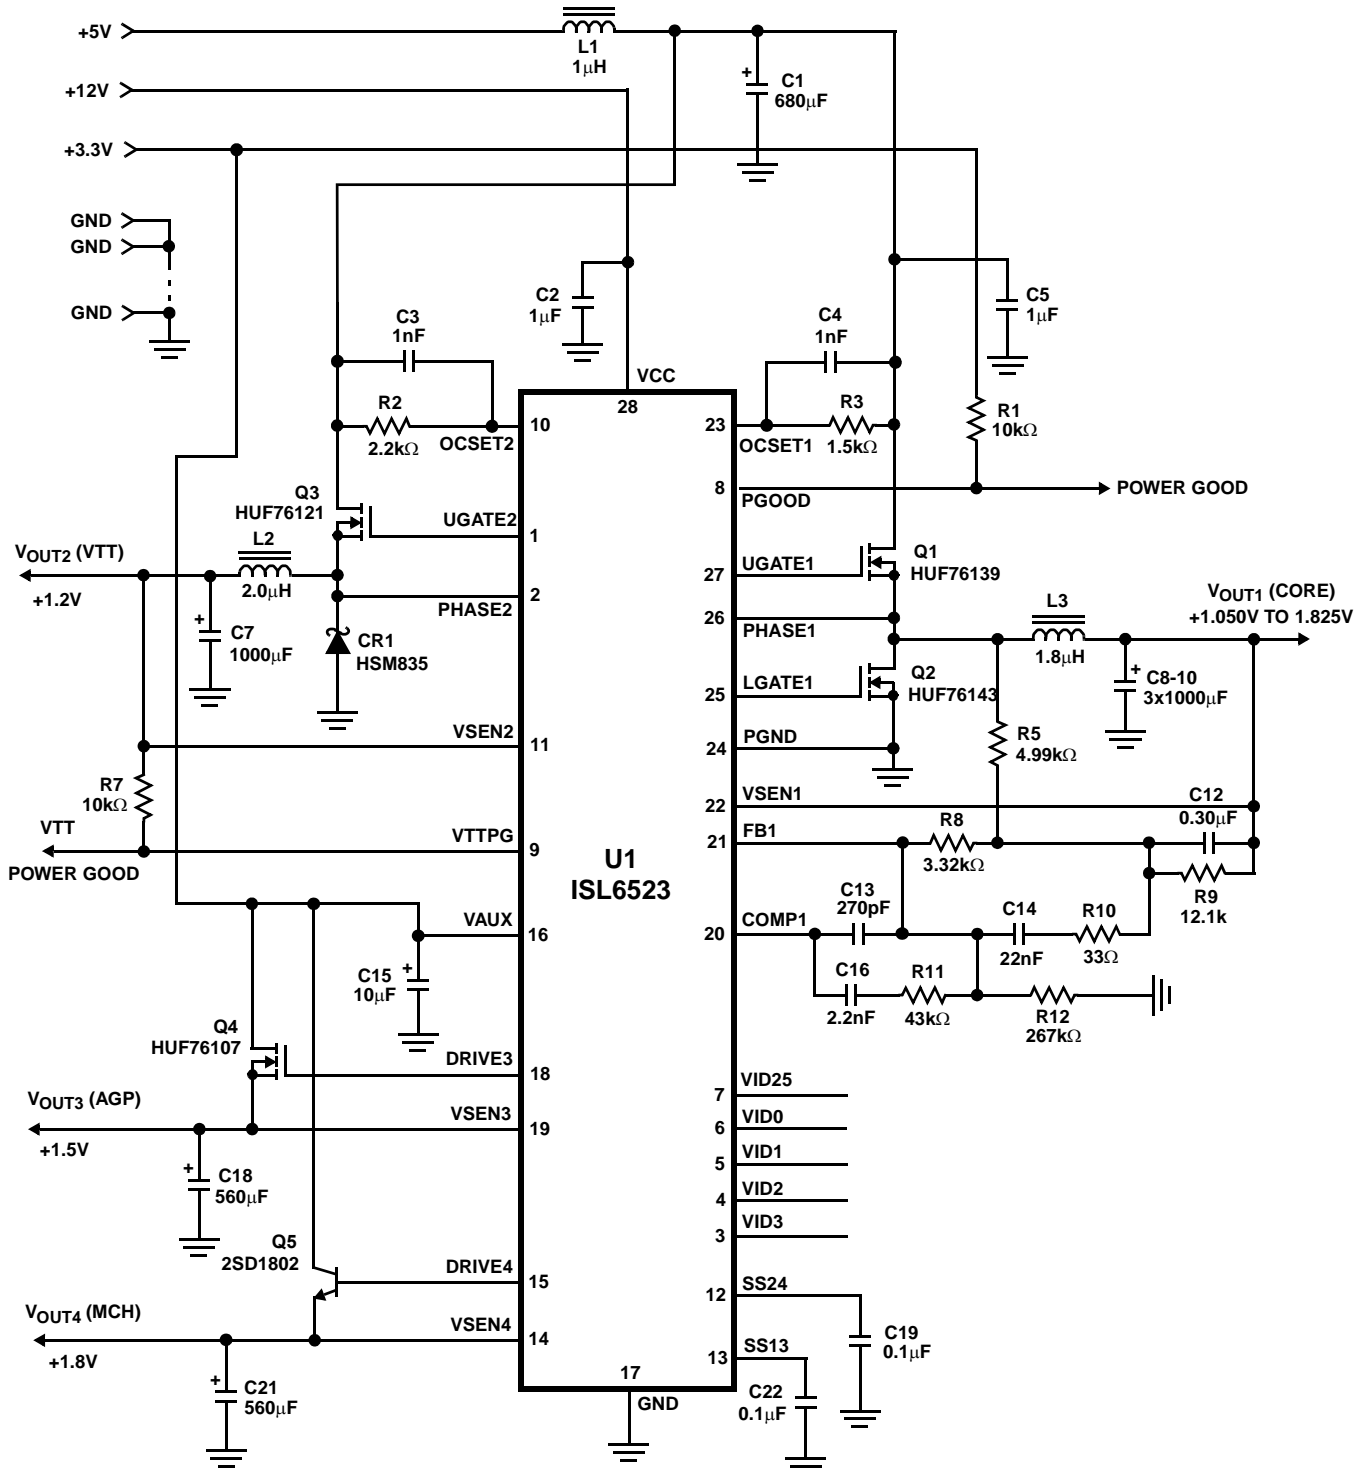 +5V
L1
1μH
C1
680μF
+
+12V
+3.3V
GND
GND
GND
C2
1μF
C5
1μF
C3
1nF
C4
1nF
VCC
28
R2
2.2kΩ
10
OCSET2
23
OCSET1
R3
1.5kΩ
R1
10kΩ
8
PGOOD
POWER GOOD
Q3
HUF76121
UGATE2
1
UGATE1
27
Q1
HUF76139
VOUT2 (VTT)
+1.2V
L2
2.0μH
2
PHASE2
26
PHASE1
VOUT1 (CORE)
+1.050V TO 1.825V
L3
1.8μH
+
C7
1000μF
CR1
HSM835
LGATE1
25
Q2
HUF76143
+
C8-10
3x1000μF
VSEN2
11
PGND
24
R5
4.99kΩ
R7
10kΩ
VSEN1
22
C12
0.30μF
VTT
POWER GOOD
VTTPG
9
FB1
21
R8
3.32kΩ
R9
12.1k
U1
ISL6523
C13
270pF
VAUX
16
COMP1
20
C14
22nF
R10
33Ω
+
C15
10μF
C16
2.2nF
R11
43kΩ
R12
267kΩ
Q4
HUF76107
DRIVE3
18
VID25
7
VOUT3 (AGP)
+1.5V
VSEN3
19
VID0
6
VID1
5
VID2
4
VID3
3
+
C18
560μF
Q5
2SD1802
DRIVE4
15
SS24
12
VOUT4 (MCH)
+1.8V
VSEN4
14
C19
0.1μF
SS13
13
+
C21
560μF
17
GND
C22
0.1μF